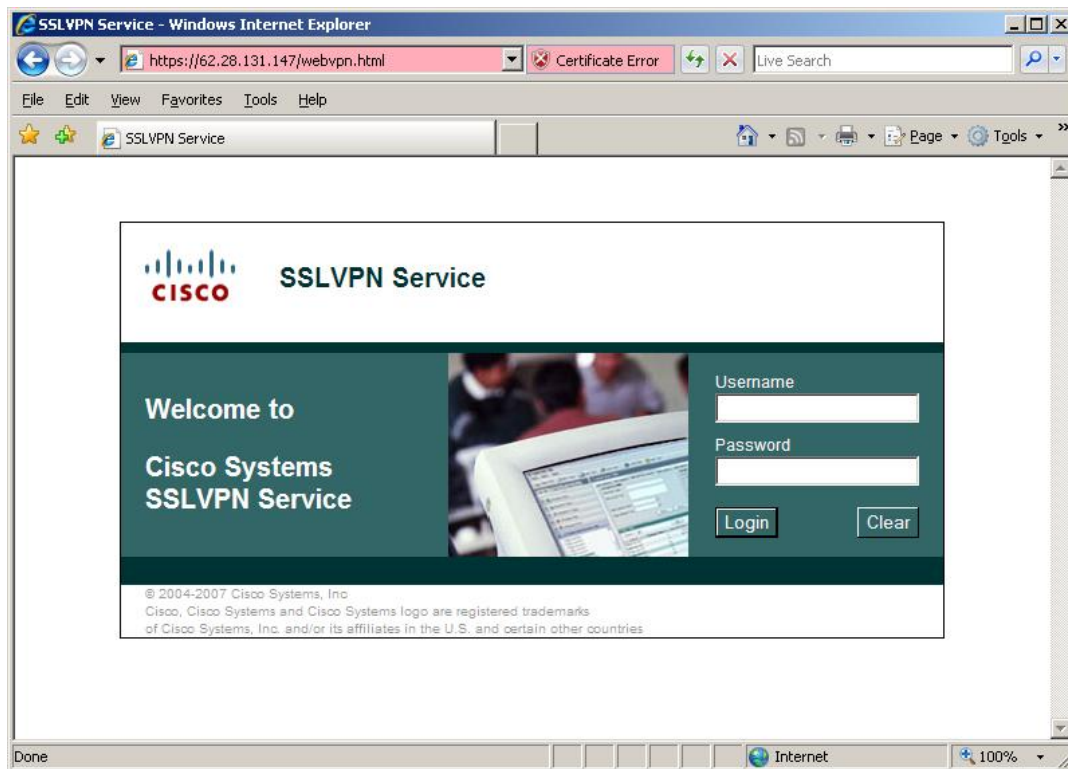 SSLVPN Service - Windows Internet Explorer
https://62.28.131.147/webvpn.html
Certificate Error
Live Search
File Edit View Favorites Tools Help
SSLVPN Service
Page
Tools
»
CISCO
SSLVPN Service
Welcome to
Cisco Systems
SSLVPN Service
Username
Password
Login
Clear
© 2004-2007 Cisco Systems, Inc
Cisco, Cisco Systems and Cisco Systems logo are registered trademarks
of Cisco Systems, Inc. and/or its affiliates in the U.S. and certain other countries
Done
Internet
100%